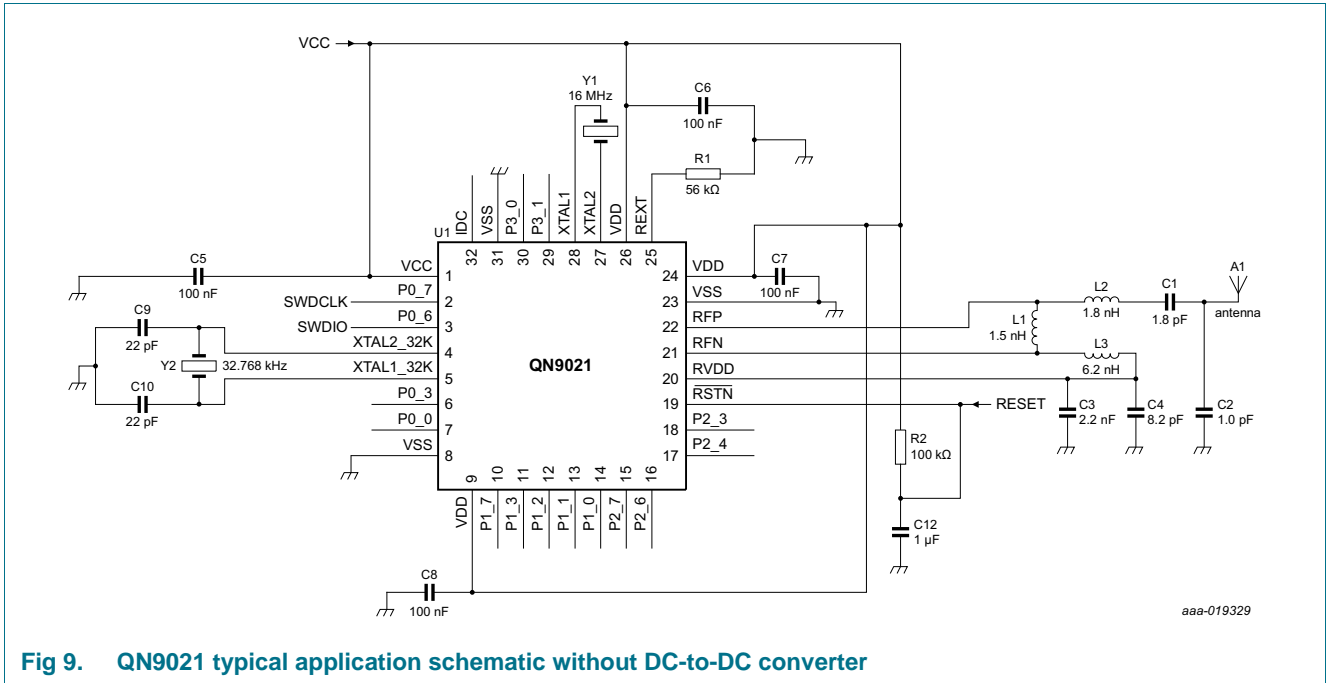 VCC
Y1
16 MHz
C6
100 nF
R1
56 kΩ
U1
IDC
VSS
P3_0
P3_1
XTAL1
XTAL2
VDD
REXT
32
31
30
29
28
27
26
25
C5
100 nF
VCC
1
SWDCLK
P0_7
2
SWDIO
P0_6
3
C9
22 pF
XTAL2_32K
4
Y2
32.768 kHz
XTAL1_32K
5
C10
22 pF
P0_3
6
P0_0
7
VSS
8
QN9021
24
VDD
C7
100 nF
23
VSS
22
RFP
21
RFN
20
RVDD
19
RSTN
RESET
18
P2_3
17
P2_4
L1
1.5 nH
L2
1.8 nH
C1
1.8 pF
A1
antenna
L3
6.2 nH
C3
2.2 nF
C4
8.2 pF
C2
1.0 pF
R2
100 kΩ
C12
1 µF
9
10
11
12
13
14
15
16
VDD
P1_7
P1_3
P1_2
P1_1
P1_0
P2_7
P2_6
C8
100 nF
aaa-019329
Fig 9. QN9021 typical application schematic without DC-to-DC converter